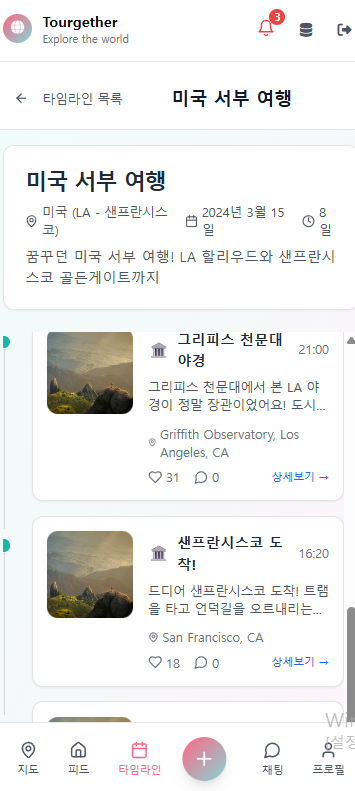 Tourgether
Explore the world
3
타임라인 목록
미국 서부 여행
미국 서부 여행
미국 (LA - 샌프란시스
코)
2024년 3월 15
일
8
일
꿈꾸던 미국 서부 여행! LA 할리우드와 샌프란시
스코 골든게이트까지
그리피스 천문대
야경
21:00
그리피스 천문대에서 본 LA 야
경이 정말 장관이었어요! 도시...
Griffith Observatory, Los
Angeles, CA
31
0
상세보기 →
샌프란시스코 도
착!
16:20
드디어 샌프란시스코 도착! 트램
을 타고 언덕길을 오르내리는...
San Francisco, CA
18
0
상세보기 →
[설정
지도
피드
타임라인
채팅
프로필